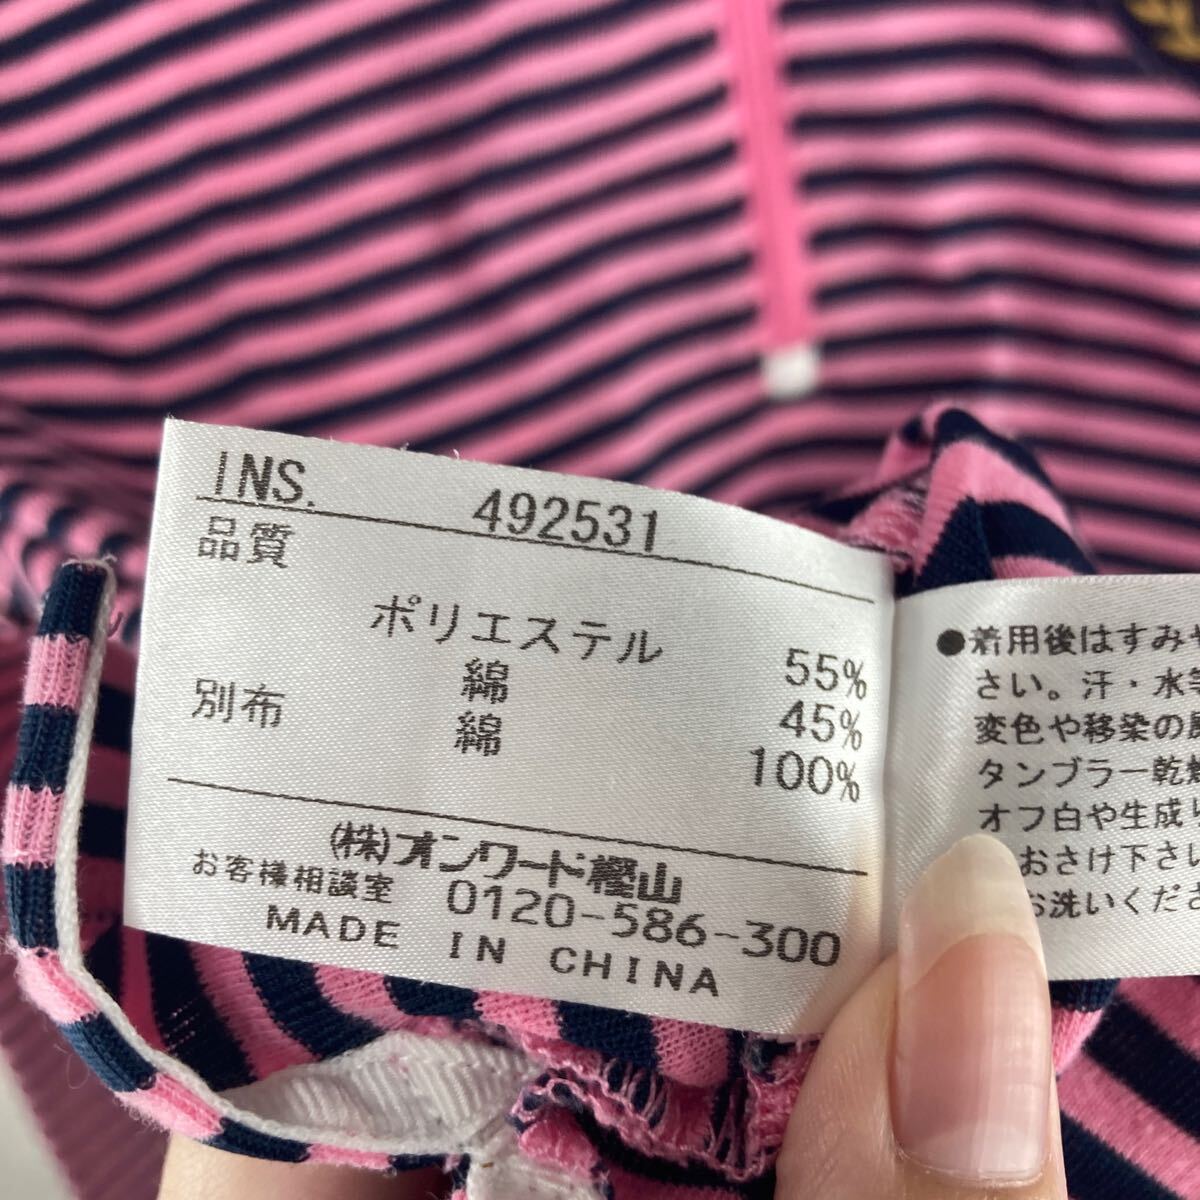 INS. 492531
品質
ポリエステル 55%
綿 45%
別布 綿 100%
(株)オンワード樫山
お客様相談室 0120-586-300
MADE IN CHINA
●着用後はすみ
さい。汗・水
変色や移染の
タンブラー乾
オフ白や生成り
おさけ下さい
お洗いくださ